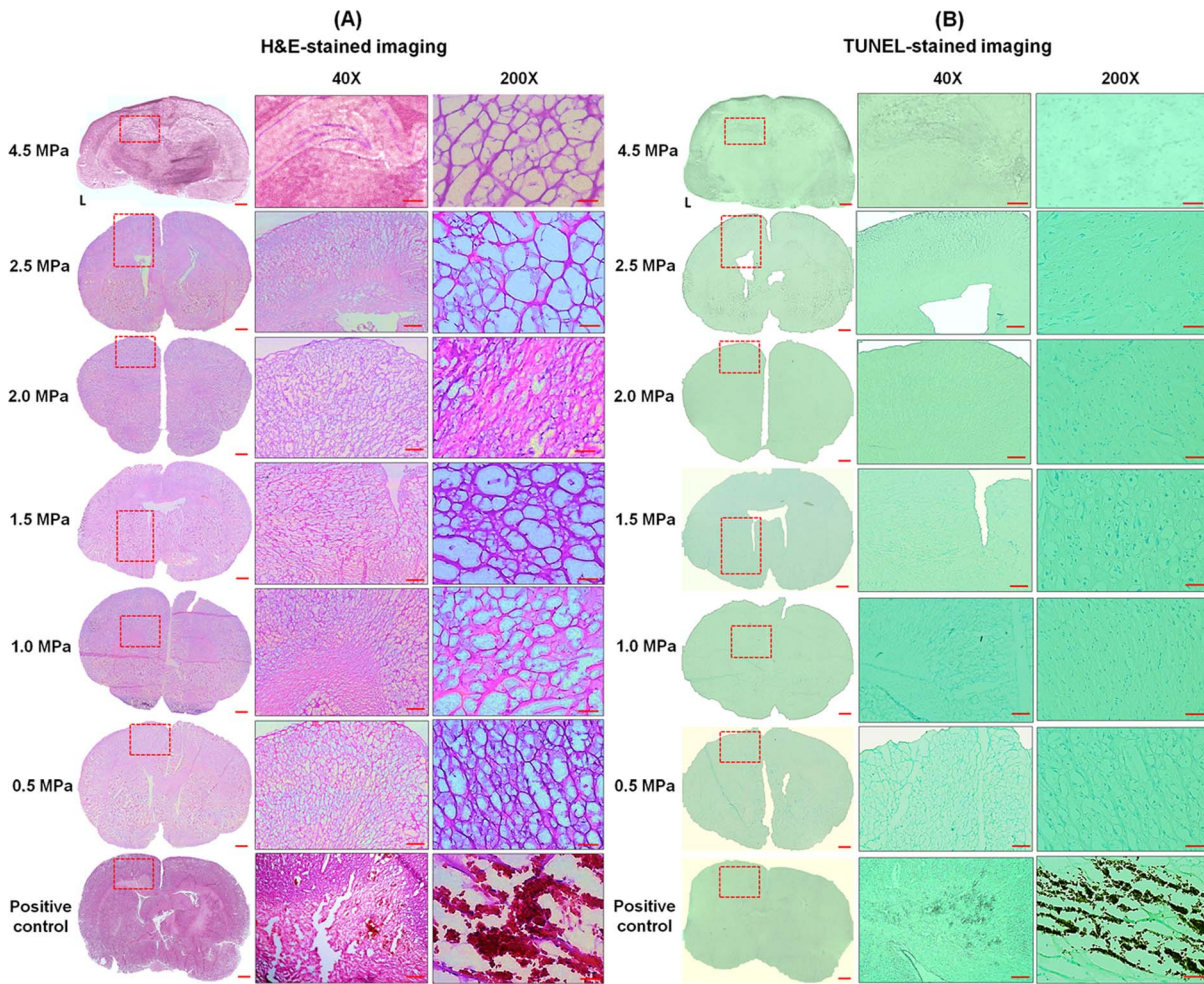 (A)
H&E-stained imaging
40X 200X
4.5 MPa
L
2.5 MPa
2.0 MPa
1.5 MPa
1.0 MPa
0.5 MPa
Positive
control
(B)
TUNEL-stained imaging
40X 200X
4.5 MPa
L
2.5 MPa
2.0 MPa
1.5 MPa
1.0 MPa
0.5 MPa
Positive
control